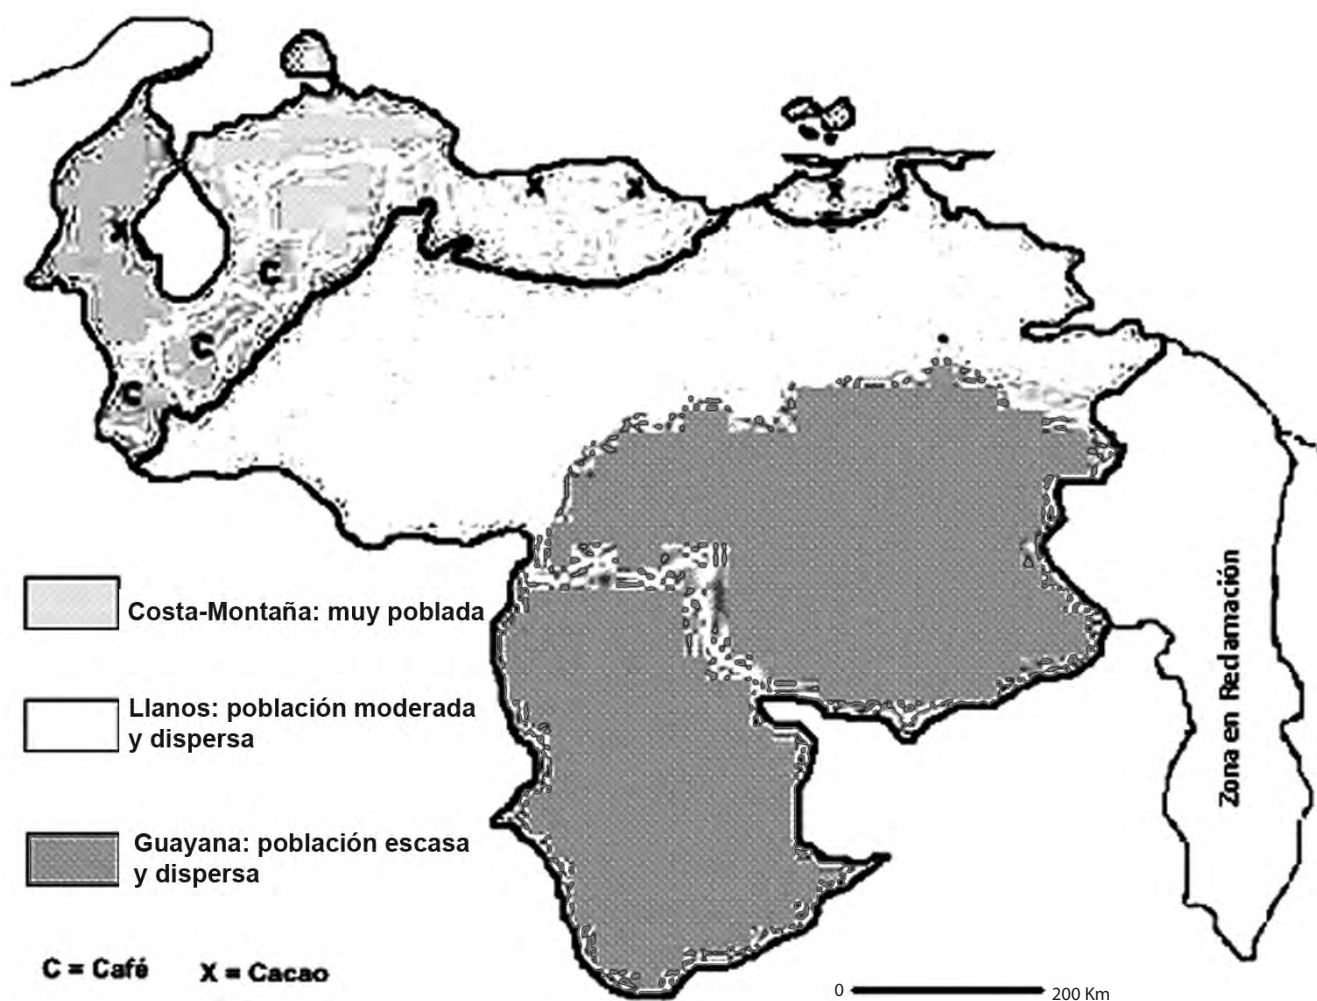 X
X
X
X
C
C
C
Zona en Reclamación
Costa-Montaña: muy poblada
Llanos: población moderada
y dispersa
Guayana: población escasa
y dispersa
C = Café
X = Cacao
0
200 Km